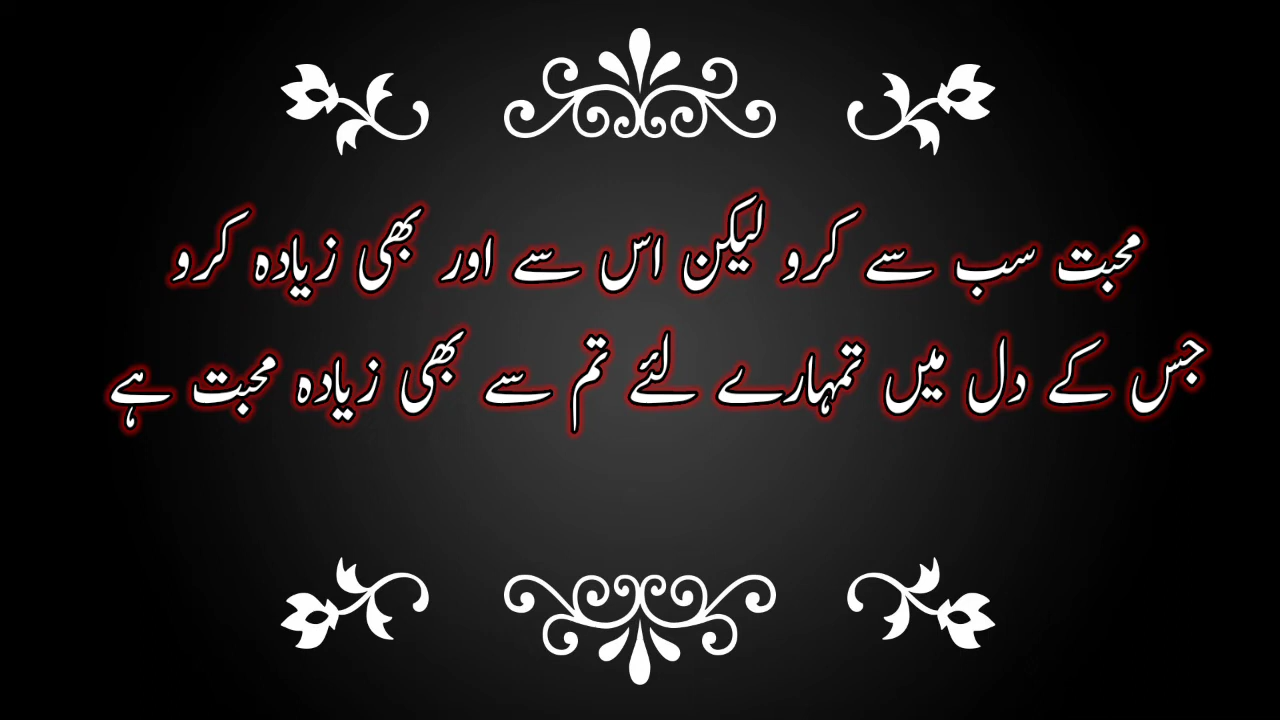 محبت سب سے کرو لیکن اس سے اور بھی زیادہ کرو
جس کے دل میں تمہارے لئے تم سے بھی زیادہ محبت ہے